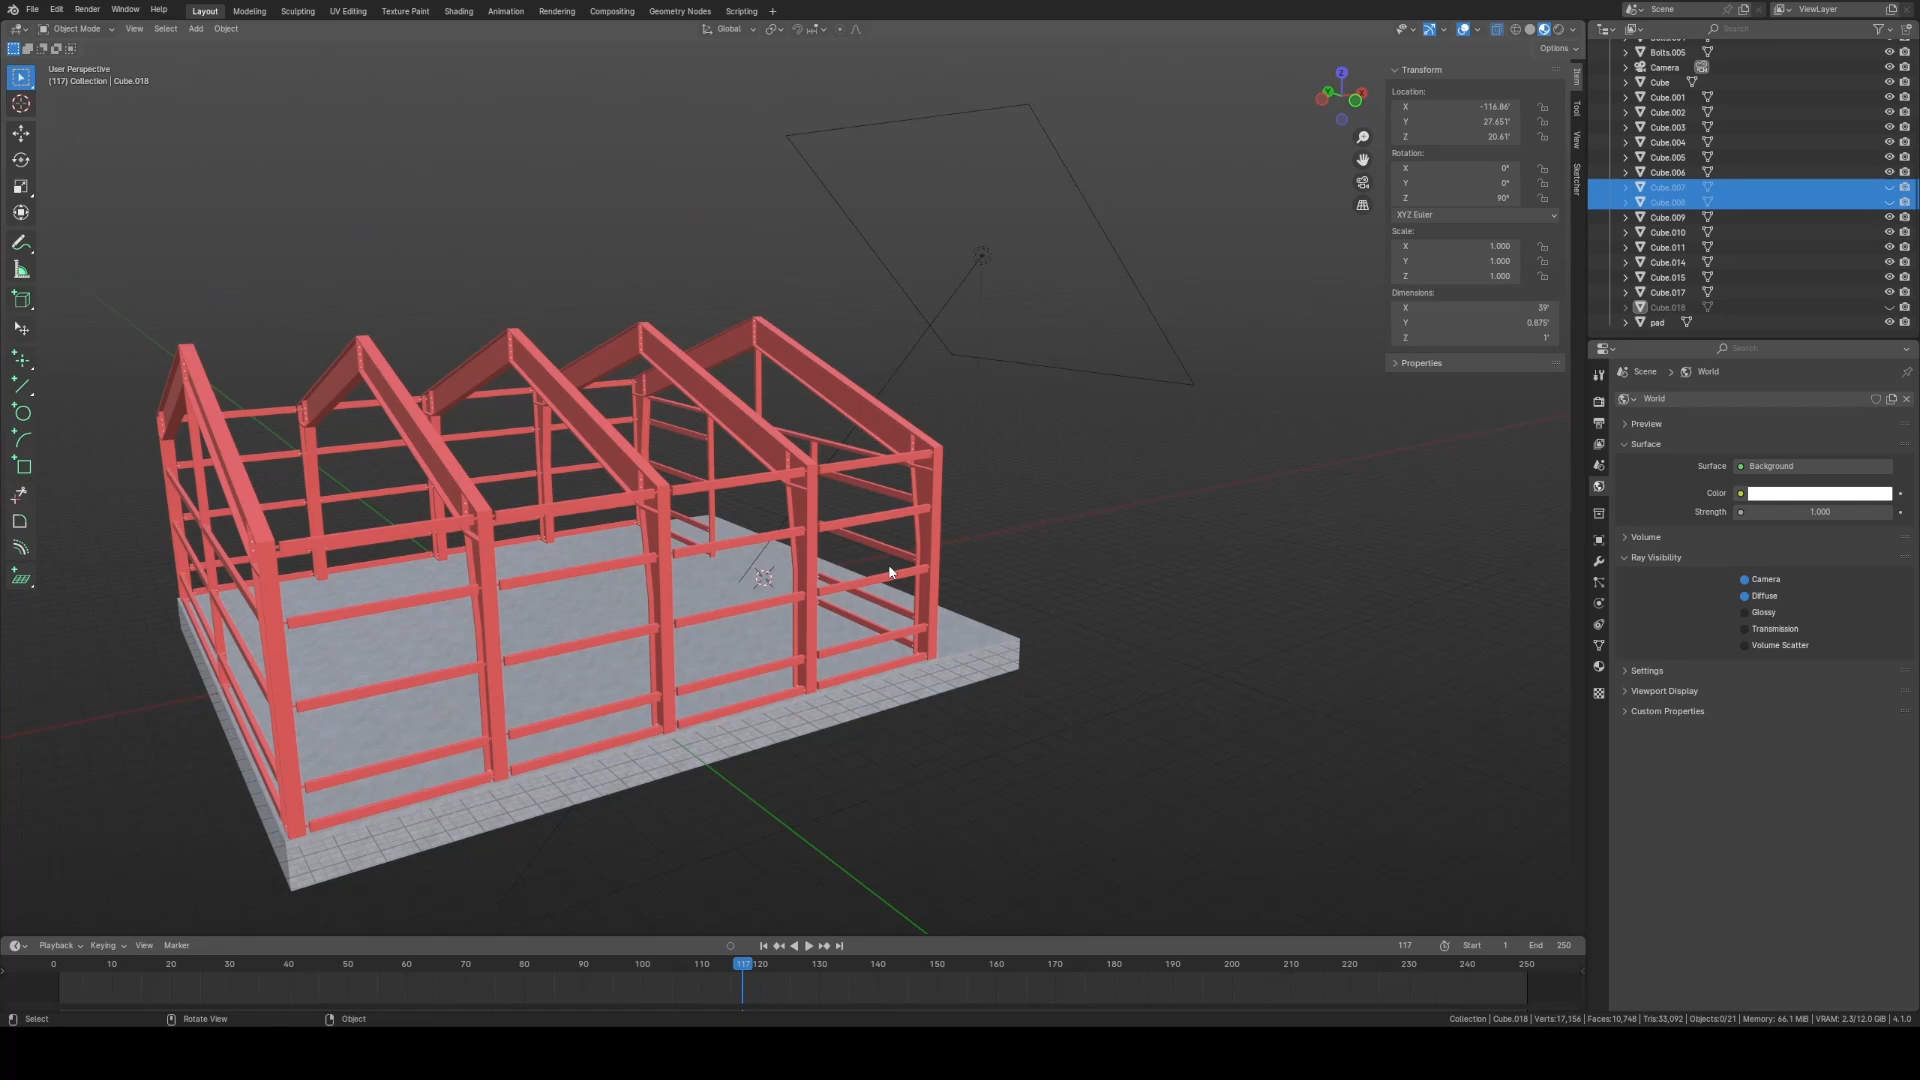 File Edit Render Window Help Layout Modeling Sculpting UV Editing Texture Paint Shading Animation Rendering Compositing Geometry Nodes Scripting + Scene ViewLayer
Object Mode View Select Add Object Global Search
Options
User Perspective
(117) Collection | Cube.018
Transform
Location:
X -116.86'
Y 27.651'
Z 20.61'
Rotation:
X 0°
Y 0°
Z 90°
XYZ Euler
Scale:
X 1.000
Y 1.000
Z 1.000
Dimensions:
X 39'
Y 0.875'
Z 1'
Properties
Item
Tool
View
Sketcher
Z
Y
X
Bolts.005
Camera
Cube
Cube.001
Cube.002
Cube.003
Cube.004
Cube.005
Cube.006
Cube.007
Cube.008
Cube.009
Cube.010
Cube.011
Cube.014
Cube.015
Cube.017
Cube.018
pad
Search
Scene > World
World
Preview
Surface
Surface Background
Color
Strength 1.000
Volume
Ray Visibility
Camera
Diffuse
Glossy
Transmission
Volume Scatter
Settings
Viewport Display
Custom Properties
Playback Keying View Marker 117 Start 1 End 250
0 10 20 30 40 50 60 70 80 90 100 110 117 120 130 140 150 160 170 180 190 200 210 220 230 240 250
Select Rotate View Object Collection | Cube.018 | Verts:17,156 | Faces:10,748 | Tris:33,092 | Objects:0/21 | Memory: 66.1 MiB | VRAM: 2.3/12.0 GiB | 4.1.0